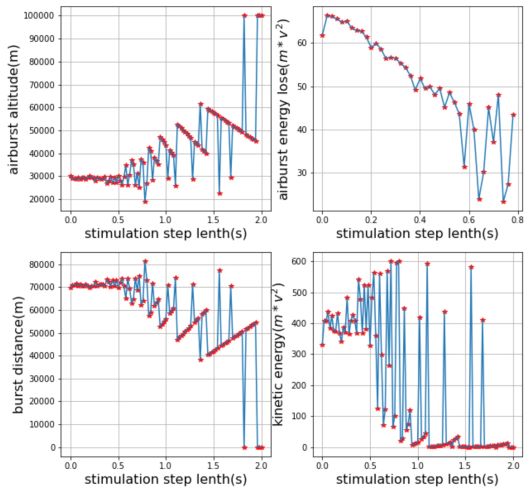 100000
90000
80000
70000
60000
50000
40000
30000
20000
airburst altitude(m)
0.0 0.5 1.0 1.5 2.0
stimulation step lenth(s)
60
50
40
30
airburst energy lose(m * v²)
0.0 0.2 0.4 0.6 0.8
stimulation step lenth(s)
80000
70000
60000
50000
40000
30000
20000
10000
0
burst distance(m)
0.0 0.5 1.0 1.5 2.0
stimulation step lenth(s)
600
500
400
300
200
100
0
kinetic energy(m * v²)
0.0 0.5 1.0 1.5 2.0
stimulation step lenth(s)